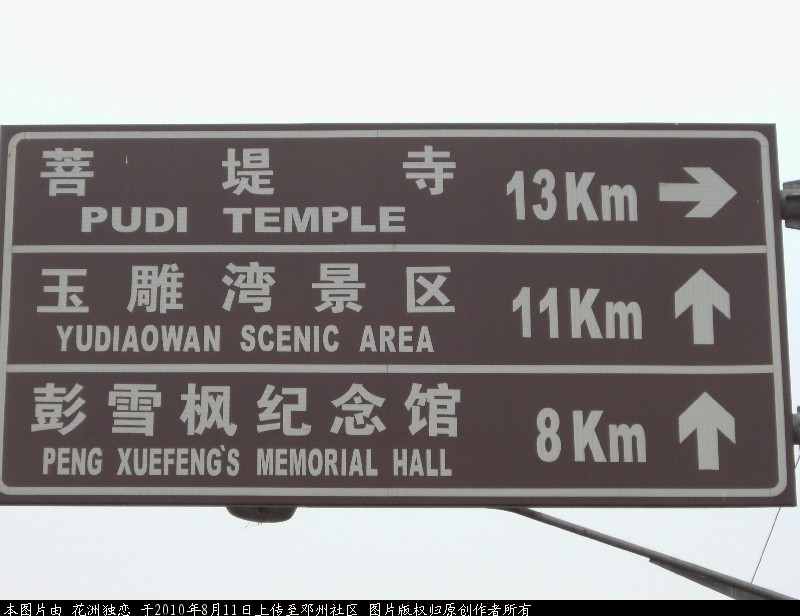 菩堤寺
PUDI TEMPLE
13Km
玉雕湾景区
YUDIAOWAN SCENIC AREA
11Km
彭雪枫纪念馆
PENG XUEFENG`S MEMORIAL HALL
8Km
本图片由 花洲独恋 于2010年8月11日上传至邓州社区 图片版权归原创作者所有